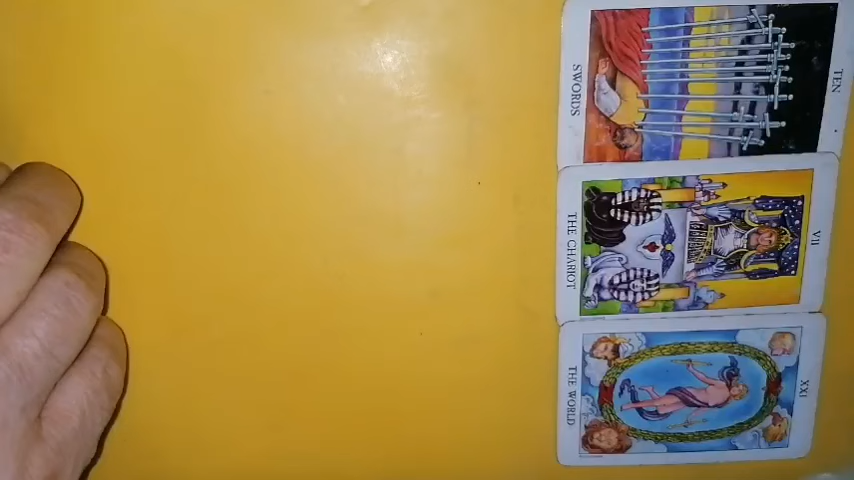 TEN
SWORDS
VII
THE CHARIOT
XXI
THE WORLD